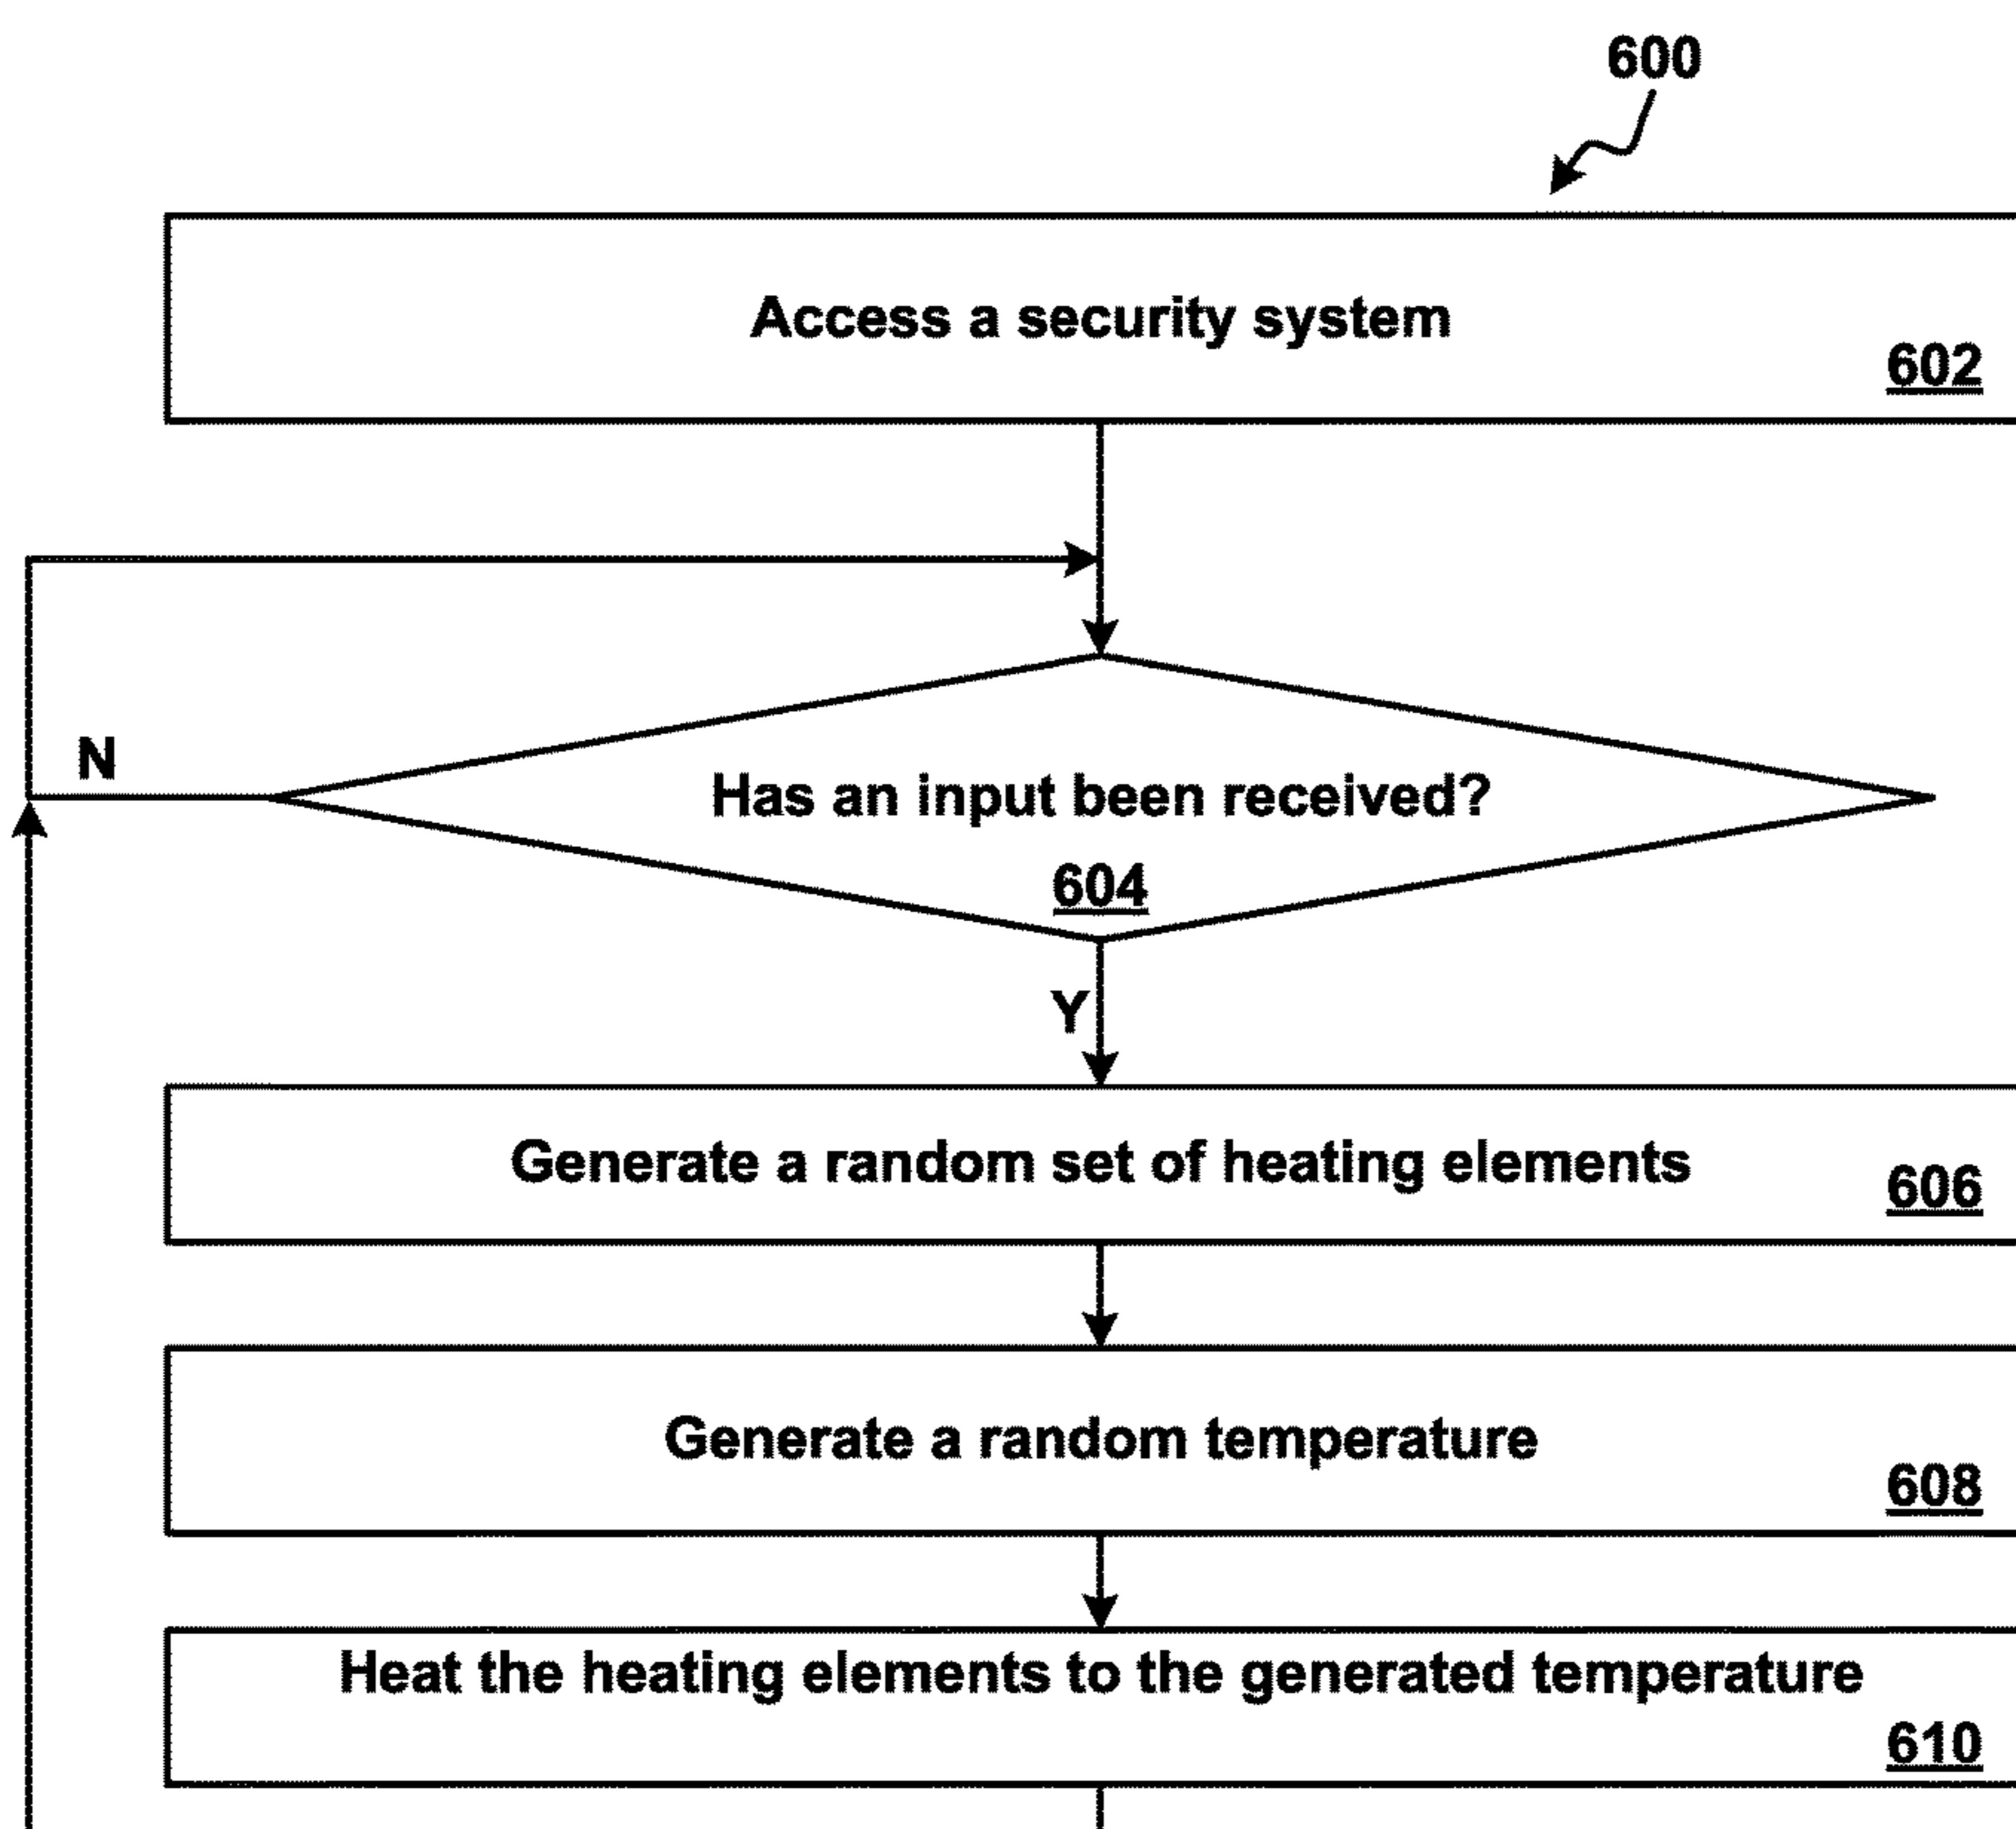 600
Access a security system
602
N
Has an input been received?
604
Y
Generate a random set of heating elements
606
Generate a random temperature
608
Heat the heating elements to the generated temperature
610